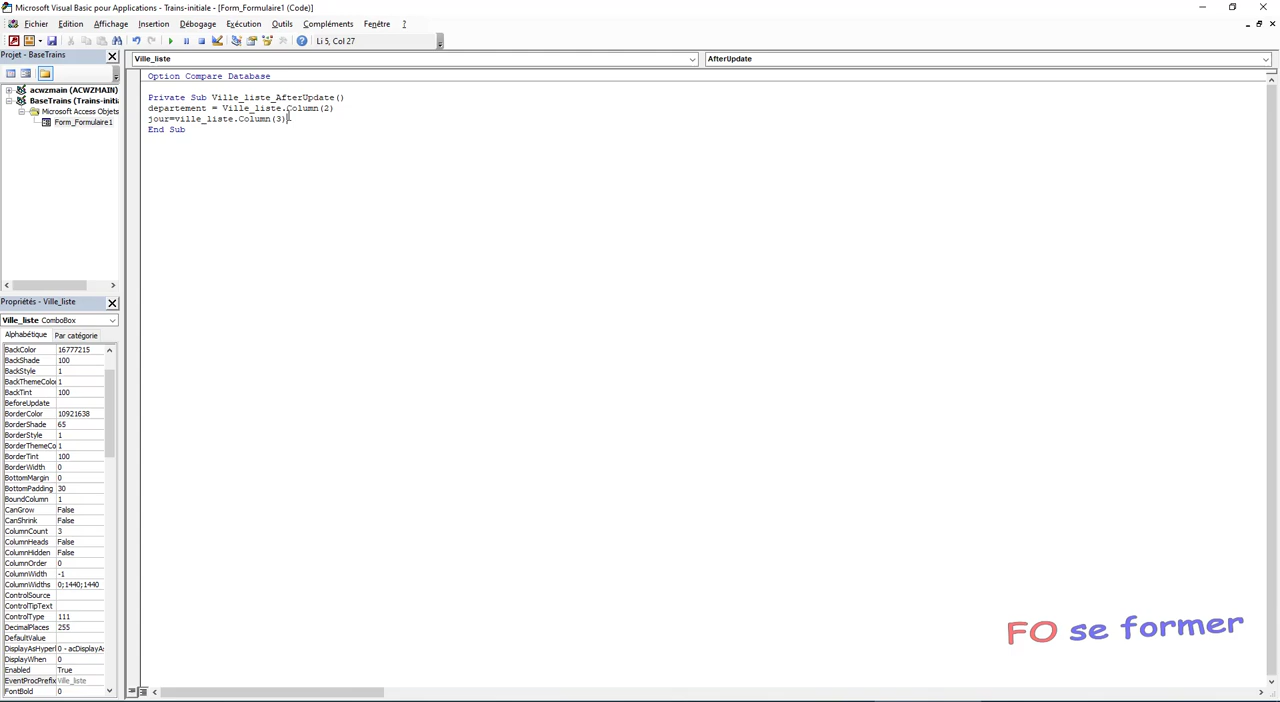 Microsoft Visual Basic pour Applications - Trains-initiale - [Form_Formulaire1 (Code)]
Fichier Edition Affichage Insertion Débogage Exécution Outils Compléments Fenêtre ?
Li 5, Col 27
Projet - BaseTrains
Ville_liste AfterUpdate
acwzmain (ACWZMAIN)
BaseTrains (Trains-initia
Microsoft Access Objets
Form_Formulaire1
Option Compare Database
Private Sub Ville_liste_AfterUpdate()
departement = Ville_liste.Column(2)
jour=ville_liste.Column(3)
End Sub
Propriétés - Ville_liste
Ville_liste ComboBox
Alphabétique Par catégorie
BackColor 16777215
BackShade 100
BackStyle 1
BackThemeColor 1
BackTint 100
BeforeUpdate
BorderColor 10921638
BorderShade 65
BorderStyle 1
BorderThemeCo 1
BorderTint 100
BorderWidth 0
BottomMargin 0
BottomPadding 30
BoundColumn 1
CanGrow False
CanShrink False
ColumnCount 3
ColumnHeads False
ColumnHidden False
ColumnOrder 0
ColumnWidth -1
ColumnWidths 0;1440;1440
ControlSource
ControlTipText
ControlType 111
DecimalPlaces 255
DefaultValue
DisplayAsHyperl 0 - acDisplayAs
DisplayWhen 0
Enabled True
EventProcPrefix Ville_liste
FontBold 0
FO se former